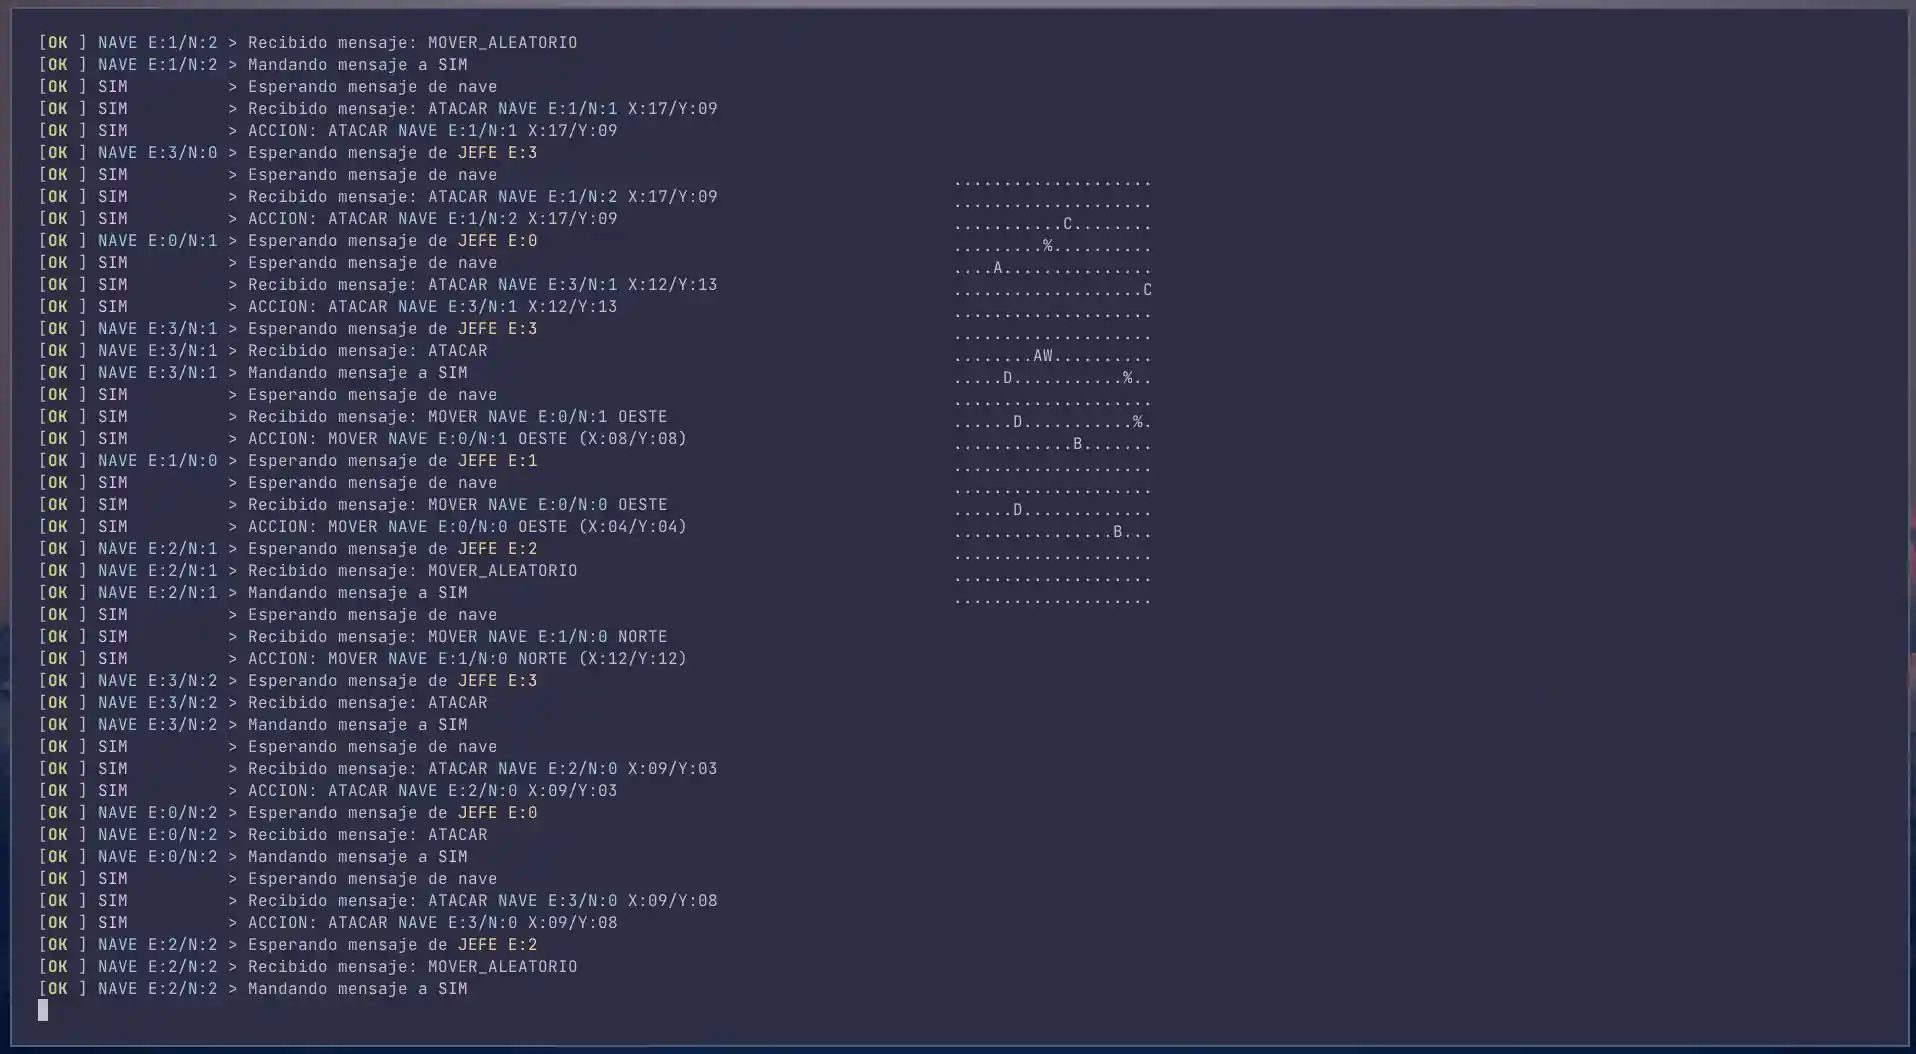 [OK ] NAVE E:1/N:2 > Recibido mensaje: MOVER_ALEATORIO
[OK ] NAVE E:1/N:2 > Mandando mensaje a SIM
[OK ] SIM          > Esperando mensaje de nave
[OK ] SIM          > Recibido mensaje: ATACAR NAVE E:1/N:1 X:17/Y:09
[OK ] SIM          > ACCION: ATACAR NAVE E:1/N:1 X:17/Y:09
[OK ] NAVE E:3/N:0 > Esperando mensaje de JEFE E:3
[OK ] SIM          > Esperando mensaje de nave
[OK ] SIM          > Recibido mensaje: ATACAR NAVE E:1/N:2 X:17/Y:09
[OK ] SIM          > ACCION: ATACAR NAVE E:1/N:2 X:17/Y:09
[OK ] NAVE E:0/N:1 > Esperando mensaje de JEFE E:0
[OK ] SIM          > Esperando mensaje de nave
[OK ] SIM          > Recibido mensaje: ATACAR NAVE E:3/N:1 X:12/Y:13
[OK ] SIM          > ACCION: ATACAR NAVE E:3/N:1 X:12/Y:13
[OK ] NAVE E:3/N:1 > Esperando mensaje de JEFE E:3
[OK ] NAVE E:3/N:1 > Recibido mensaje: ATACAR
[OK ] NAVE E:3/N:1 > Mandando mensaje a SIM
[OK ] SIM          > Esperando mensaje de nave
[OK ] SIM          > Recibido mensaje: MOVER NAVE E:0/N:1 OESTE
[OK ] SIM          > ACCION: MOVER NAVE E:0/N:1 OESTE (X:08/Y:08)
[OK ] NAVE E:1/N:0 > Esperando mensaje de JEFE E:1
[OK ] SIM          > Esperando mensaje de nave
[OK ] SIM          > Recibido mensaje: MOVER NAVE E:0/N:0 OESTE
[OK ] SIM          > ACCION: MOVER NAVE E:0/N:0 OESTE (X:04/Y:04)
[OK ] NAVE E:2/N:1 > Esperando mensaje de JEFE E:2
[OK ] NAVE E:2/N:1 > Recibido mensaje: MOVER_ALEATORIO
[OK ] NAVE E:2/N:1 > Mandando mensaje a SIM
[OK ] SIM          > Esperando mensaje de nave
[OK ] SIM          > Recibido mensaje: MOVER NAVE E:1/N:0 NORTE
[OK ] SIM          > ACCION: MOVER NAVE E:1/N:0 NORTE (X:12/Y:12)
[OK ] NAVE E:3/N:2 > Esperando mensaje de JEFE E:3
[OK ] NAVE E:3/N:2 > Recibido mensaje: ATACAR
[OK ] NAVE E:3/N:2 > Mandando mensaje a SIM
[OK ] SIM          > Esperando mensaje de nave
[OK ] SIM          > Recibido mensaje: ATACAR NAVE E:2/N:0 X:09/Y:03
[OK ] SIM          > ACCION: ATACAR NAVE E:2/N:0 X:09/Y:03
[OK ] NAVE E:0/N:2 > Esperando mensaje de JEFE E:0
[OK ] NAVE E:0/N:2 > Recibido mensaje: ATACAR
[OK ] NAVE E:0/N:2 > Mandando mensaje a SIM
[OK ] SIM          > Esperando mensaje de nave
[OK ] SIM          > Recibido mensaje: ATACAR NAVE E:3/N:0 X:09/Y:08
[OK ] SIM          > ACCION: ATACAR NAVE E:3/N:0 X:09/Y:08
[OK ] NAVE E:2/N:2 > Esperando mensaje de JEFE E:2
[OK ] NAVE E:2/N:2 > Recibido mensaje: MOVER_ALEATORIO
[OK ] NAVE E:2/N:2 > Mandando mensaje a SIM
....................
....................
...........C........
.........%..........
....A...............
...................C
....................
....................
........AW..........
.....D...........%..
....................
......D...........%.
............B.......
....................
....................
......D.............
................B...
....................
....................
....................